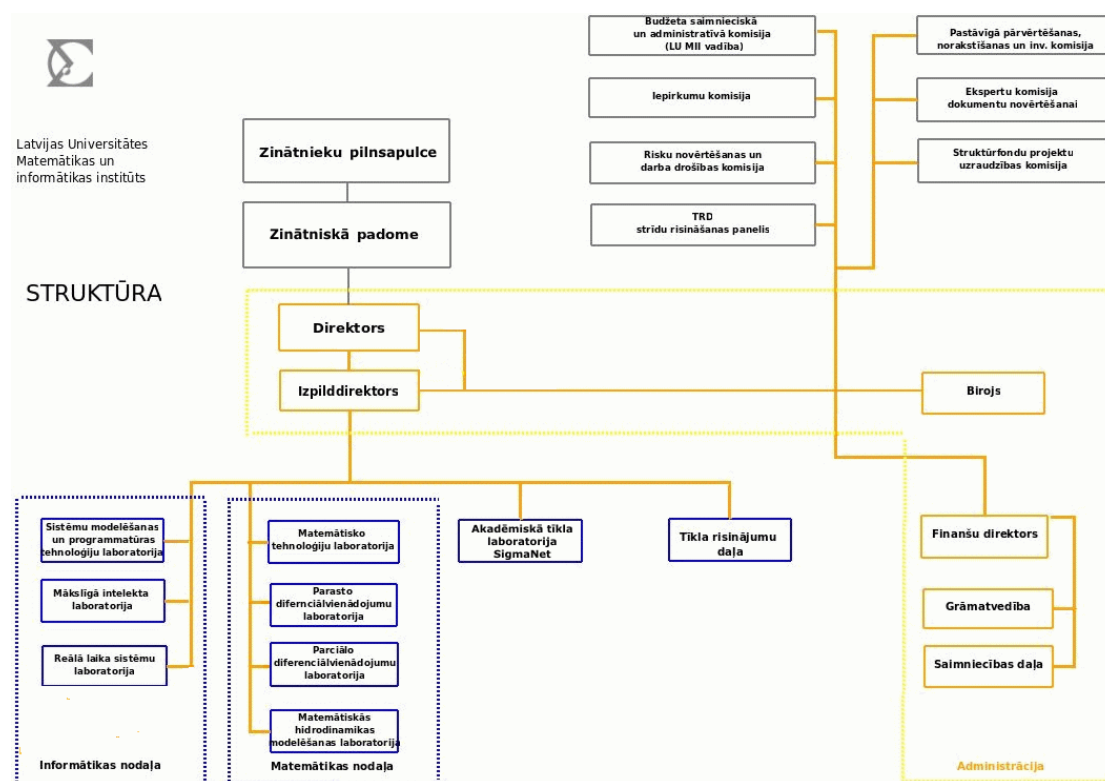 Latvijas Universitātes
Matemātikas un
informātikas institūts
STRUKTŪRA
Budžeta saimnieciskā
un administratīvā komisija
(LU MII vadība)
Iepirkumu komisija
Risku novērtēšanas un
darba drošības komisija
TRD
strīdu risināšanas panelis
Pastāvīgā pārvērtēšanas,
norakstīšanas un inv. komisija
Ekspertu komisija
dokumentu novērtēšanai
Struktūrfondu projektu
uzraudzības komisija
Zinātnieku pilnsapulce
Zinātniskā padome
Direktors
Izpilddirektors
Birojs
Sistēmu modelēšanas
un programmatūras
tehnoloģiju laboratorija
Mākslīgā intelekta
laboratorija
Reālā laika sistēmu
laboratorija
Informātikas nodaļa
Matemātisko
tehnoloģiju laboratorija
Parasto
difernciālvienādojumu
laboratorija
Parciālo
diferenciālvienādojumu
laboratorija
Matemātiskās
hidrodinamikas
modelēšanas laboratorija
Matemātikas nodaļa
Akadēmiskā tīkla
laboratorija
SigmaNet
Tīkla risinājumu
daļa
Finanšu direktors
Grāmatvedība
Saimniecības daļa
Administrācija